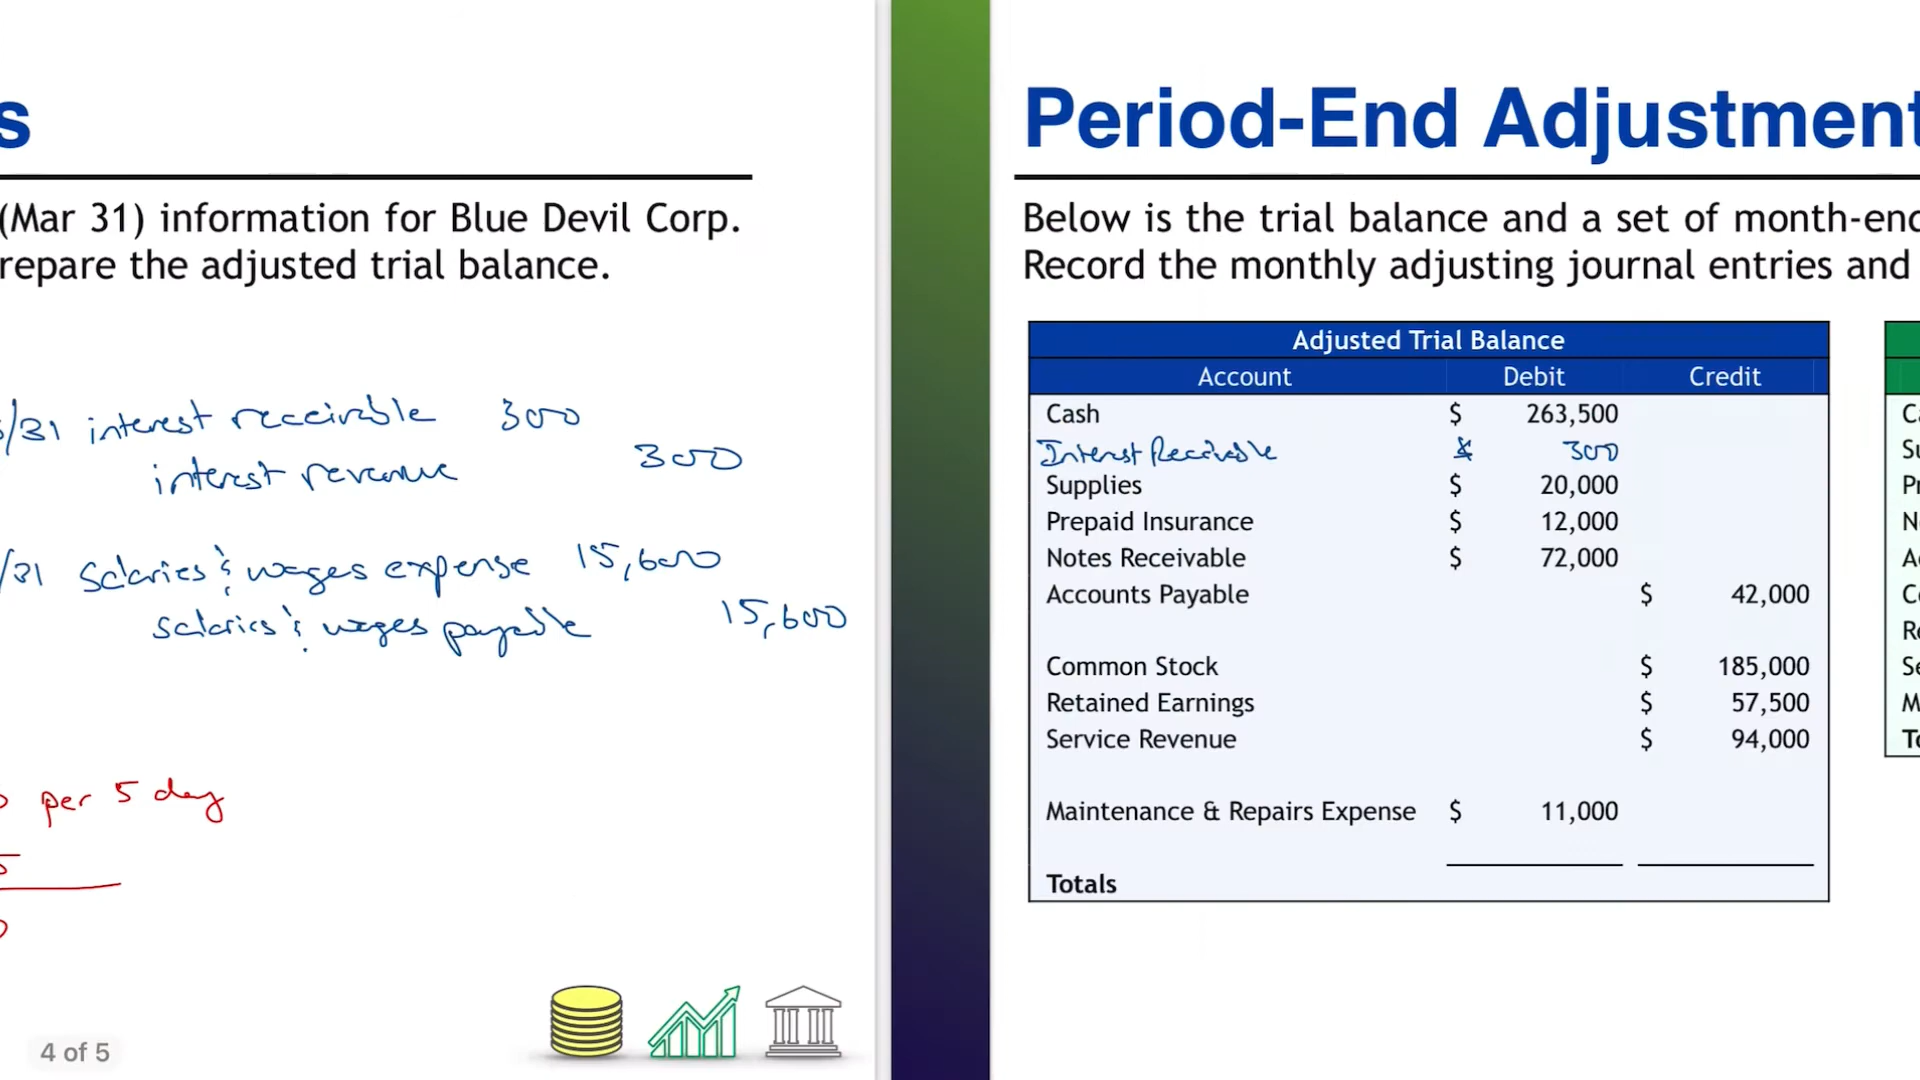 s
(Mar 31) information for Blue Devil Corp.
repare the adjusted trial balance.
/31 interest receivable 300
interest revenue 300
/31 Salaries & wages expense 15,600
salaries & wages payable 15,600
per 5 day
5
4 of 5
Period-End Adjustment
Below is the trial balance and a set of month-end
Record the monthly adjusting journal entries and
Adjusted Trial Balance
Account Debit Credit
Cash $ 263,500
Interest Receivable $ 300
Supplies $ 20,000
Prepaid Insurance $ 12,000
Notes Receivable $ 72,000
Accounts Payable $ 42,000
Common Stock $ 185,000
Retained Earnings $ 57,500
Service Revenue $ 94,000
Maintenance & Repairs Expense $ 11,000
Totals